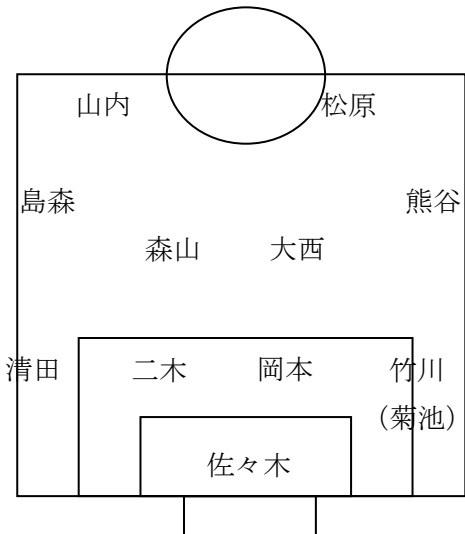 山内 松原
島森 熊谷
森山 大西
清田 二木 岡本 竹川
(菊池)
佐々木